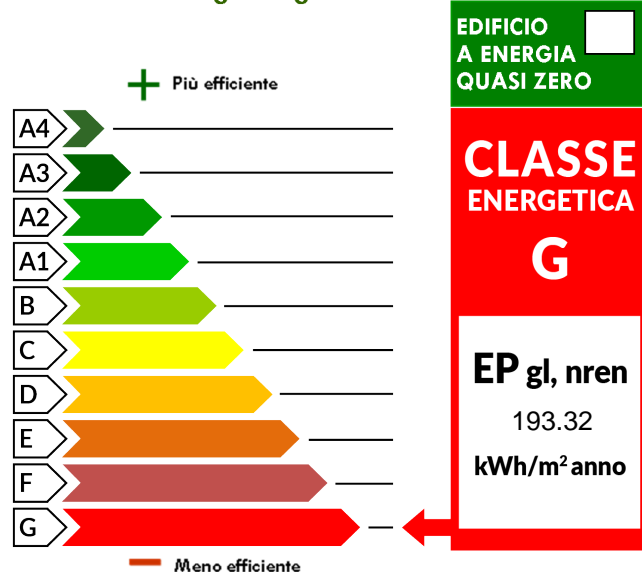 EDIFICIO
A ENERGIA
QUASI ZERO
Più efficiente
A4
A3
A2
A1
B
C
D
E
F
G
Meno efficiente
CLASSE
ENERGETICA
G
EP gl, nren
193.32
kWh/m² anno